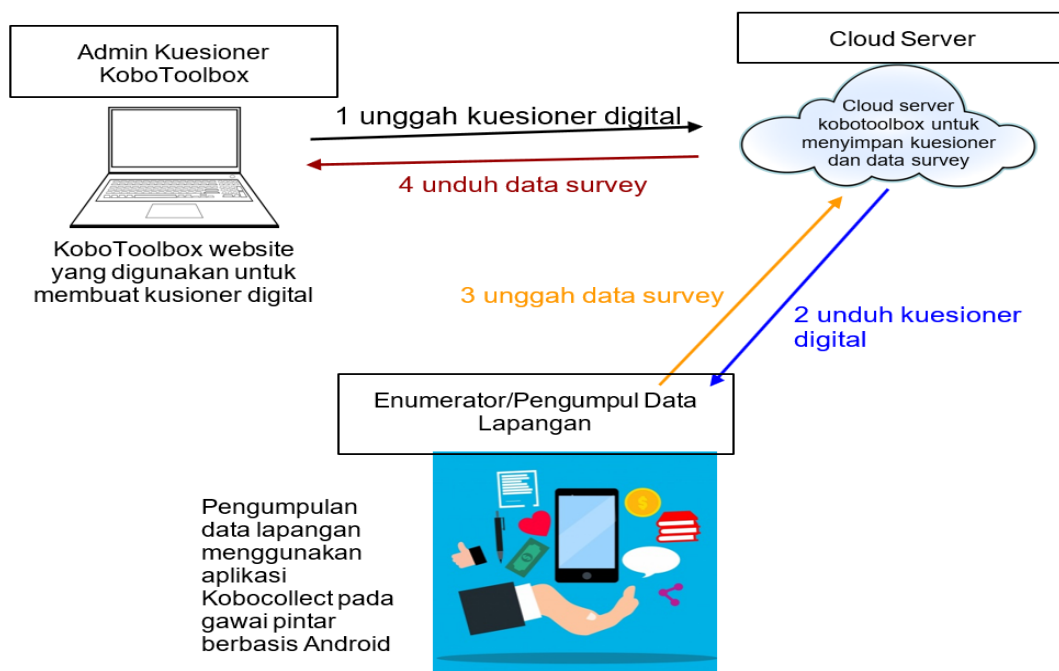 Admin Kuesioner
KoboToolbox
Cloud Server
Cloud server
kobotoolbox untuk
menyimpan kuesioner
dan data survey
1 unggah kuesioner digital
4 unduh data survey
KoboToolbox website
yang digunakan untuk
membuat kusioner digital
3 unggah data survey
2 unduh kuesioner
digital
Enumerator/Pengumpul Data
Lapangan
Pengumpulan
data lapangan
menggunakan
aplikasi
Kobocollect pada
gawai pintar
berbasis Android
$